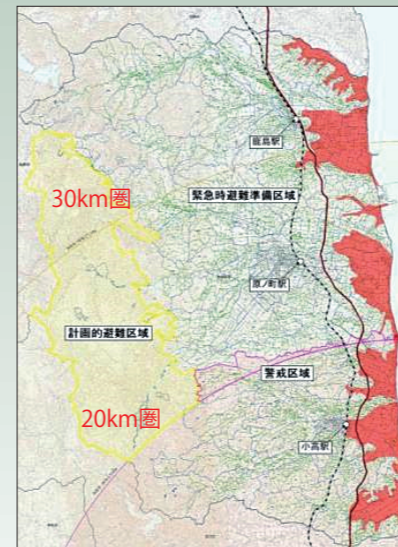 鹿島駅
30km圏
緊急時避難準備区域
原ノ町駅
計画的避難区域
警戒区域
20km圏
小高駅